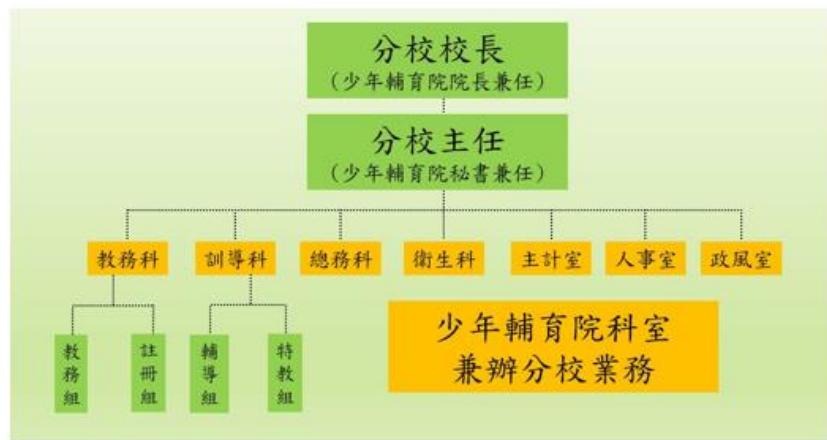 分校校長
（少年輔育院院長兼任）
分校主任
（少年輔育院秘書兼任）
教務科
訓導科
總務科
衛生科
主計室
人事室
政風室
教務組
註冊組
輔導組
特教組
少年輔育院科室
兼辦分校業務